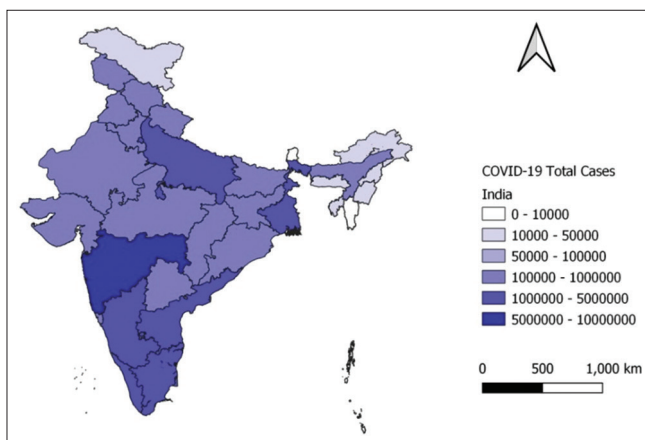 COVID-19 Total Cases
India
0 - 10000
10000 - 50000
50000 - 100000
100000 - 1000000
1000000 - 5000000
5000000 - 10000000
0 500 1,000 km